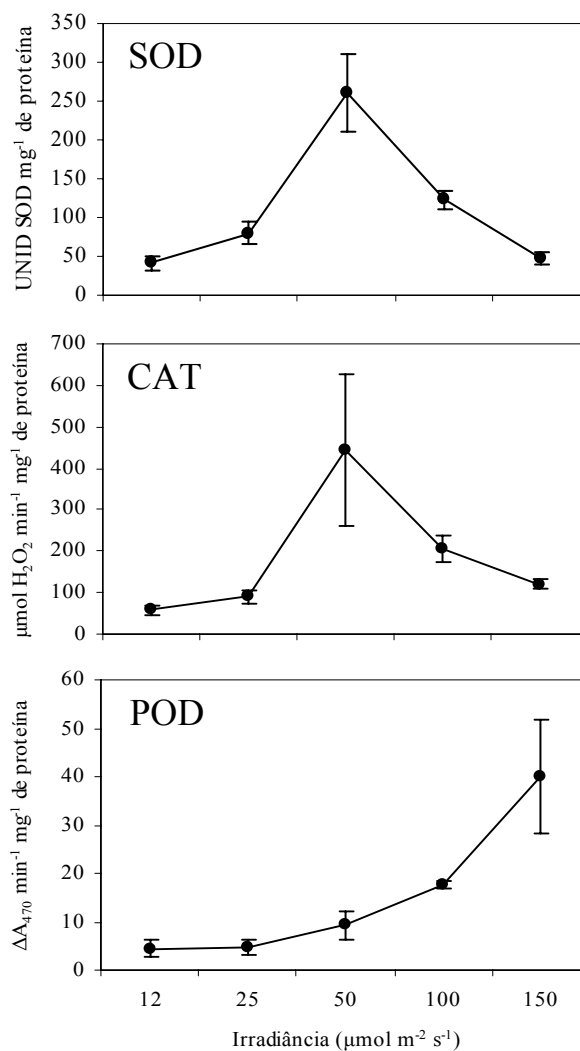 SOD
UNID SOD mg⁻¹ de proteína
350
300
250
200
150
100
50
0
CAT
µmol H₂O₂ min⁻¹ mg⁻¹ de proteína
700
600
500
400
300
200
100
0
POD
ΔA₄₇₀ min⁻¹ mg⁻¹ de proteína
60
50
40
30
20
10
0
12 25 50 100 150
Irradiância (µmol m⁻² s⁻¹)